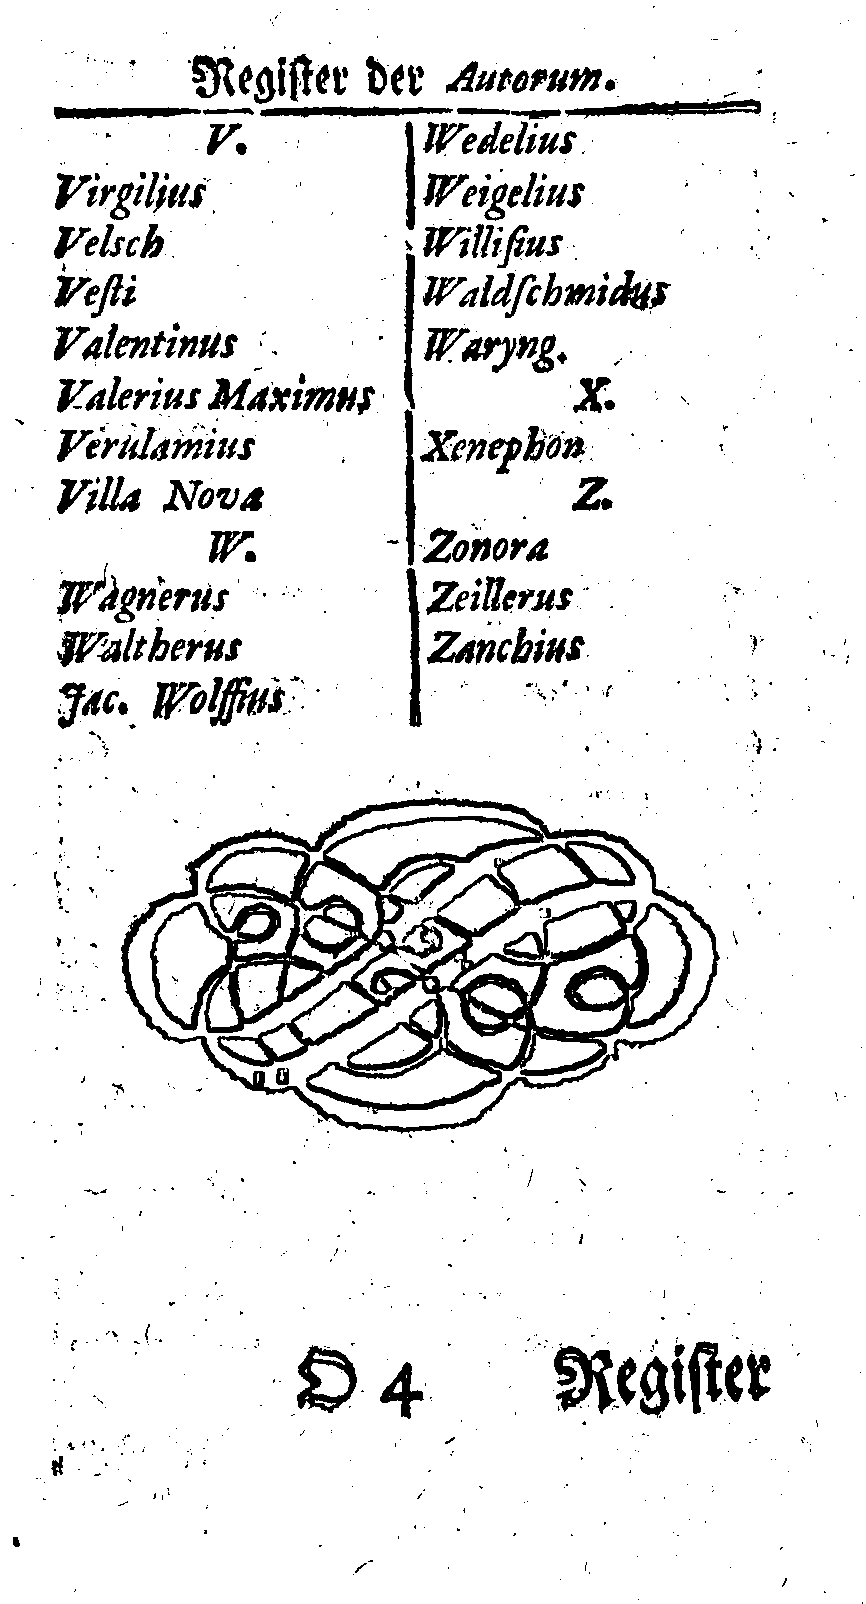 Regiſter der Autorum.
V.
Virgilius
Velsch
Veſti
Valentinus
Valerius Maximus
Verulamius
Villa Nova
W.
Wagnerus
Waltherus
Jac. Wolffius
Wedelius
Weigelius
Williſius
Waldſchmidus
Waryng.
X.
Xenephon
Z.
Zonora
Zeillerus
Zanchius
O 4 Regiſter